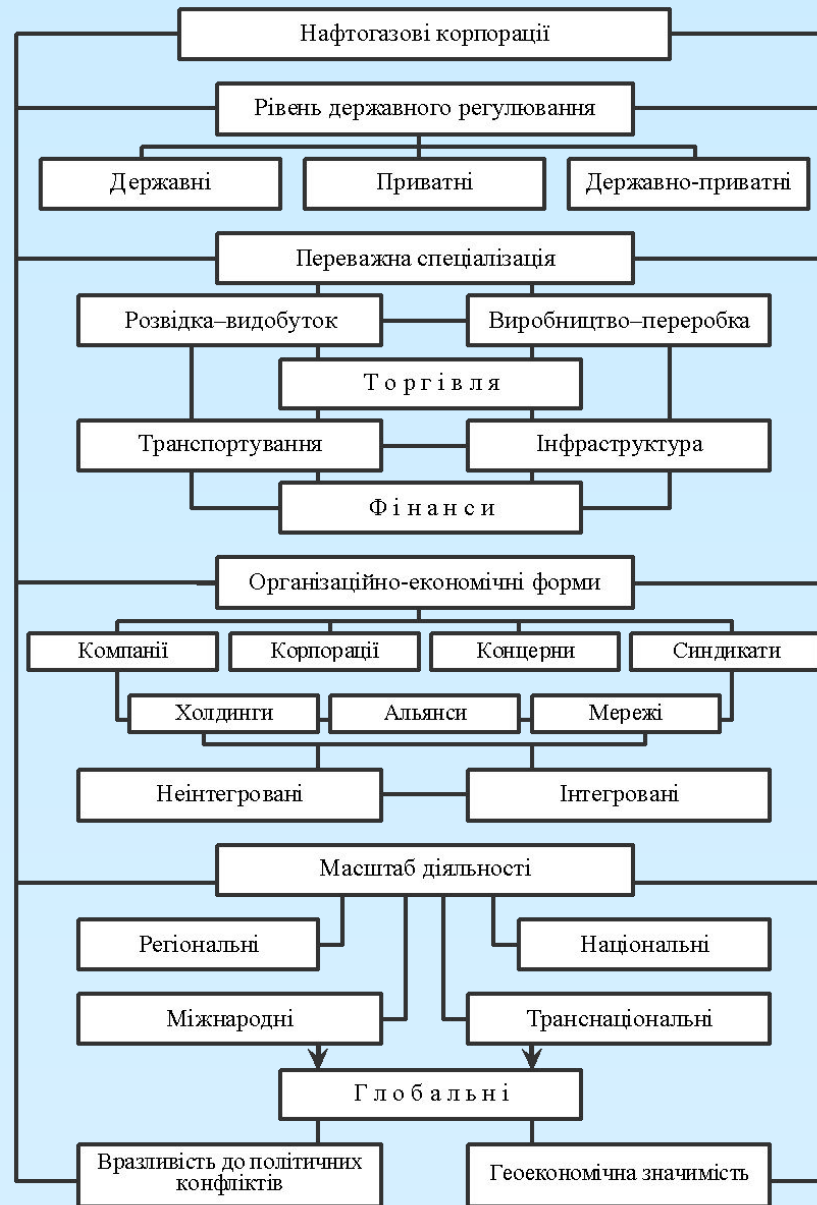 Нафтогазові корпорації
Рівень державного регулювання
Державні
Приватні
Державно-приватні
Переважна спеціалізація
Розвідка–видобуток
Виробництво–переробка
Т о р г і в л я
Транспортування
Інфраструктура
Ф і н а н с и
Організаційно-економічні форми
Компанії
Корпорації
Концерни
Синдикати
Холдинги
Альянси
Мережі
Неінтегровані
Інтегровані
Масштаб діяльності
Регіональні
Національні
Міжнародні
Транснаціональні
Г л о б а л ь н і
Вразливість до політичних
конфліктів
Геоекономічна значимість